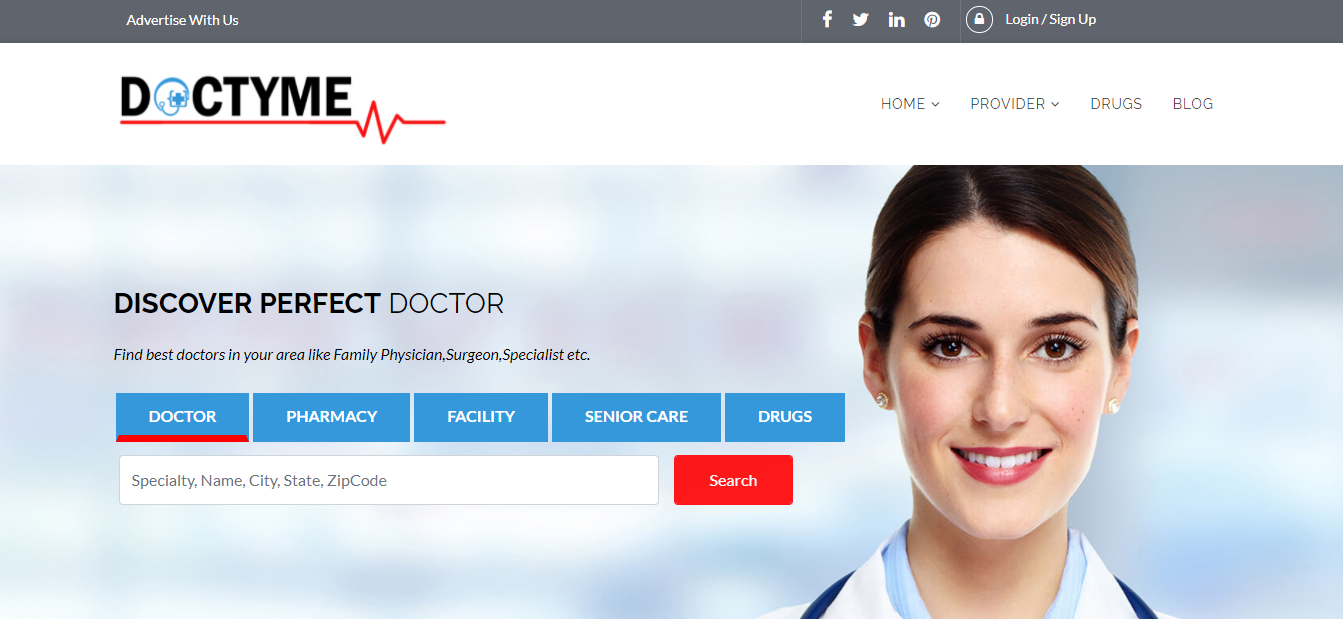 Advertise With Us
Login / Sign Up
DOCTYME
HOME
PROVIDER
DRUGS
BLOG
DISCOVER PERFECT DOCTOR
Find best doctors in your area like Family Physician,Surgeon,Specialist etc.
DOCTOR
PHARMACY
FACILITY
SENIOR CARE
DRUGS
Specialty, Name, City, State, ZipCode
Search